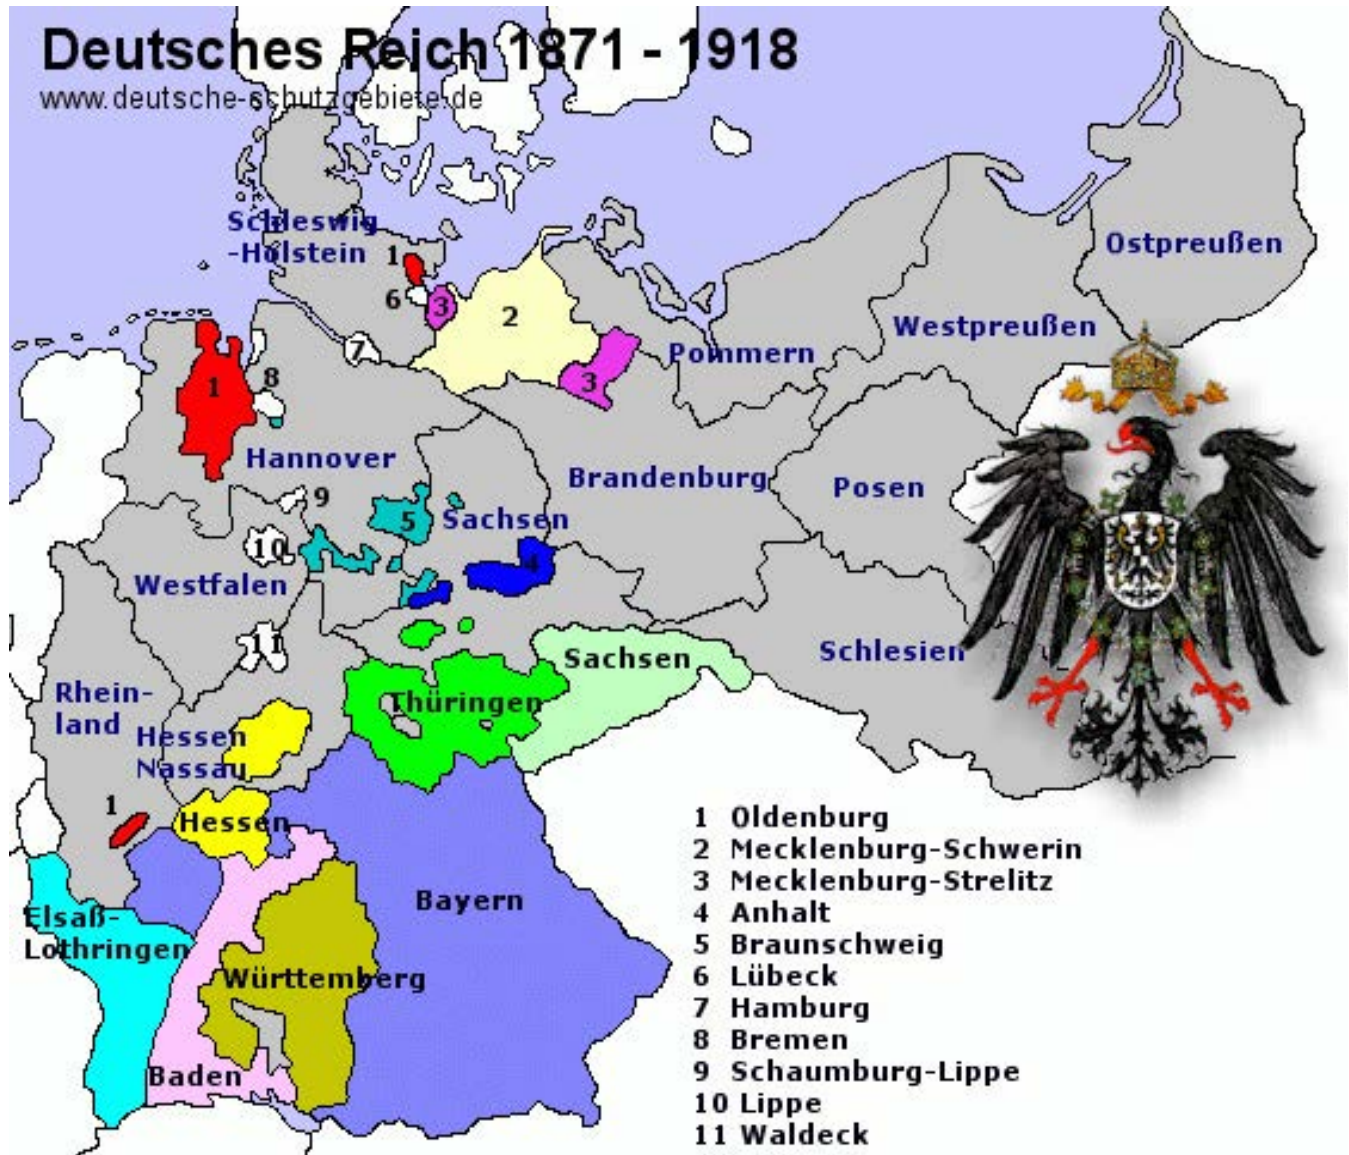 Deutsches Reich 1871 - 1918
www.deutsche-schutzgebiete.de
Schleswig
-Holstein
1
6
3
2
Ostpreußen
Westpreußen
Pommern
7
3
1
8
Hannover
Brandenburg
Posen
9
5
Sachsen
10
4
Westfalen
11
Sachsen
Schlesien
Rhein-
land
Thüringen
Hessen
Nassau
1
Hessen
Elsaß-
Lothringen
Bayern
Württemberg
Baden
1 Oldenburg
2 Mecklenburg-Schwerin
3 Mecklenburg-Strelitz
4 Anhalt
5 Braunschweig
6 Lübeck
7 Hamburg
8 Bremen
9 Schaumburg-Lippe
10 Lippe
11 Waldeck